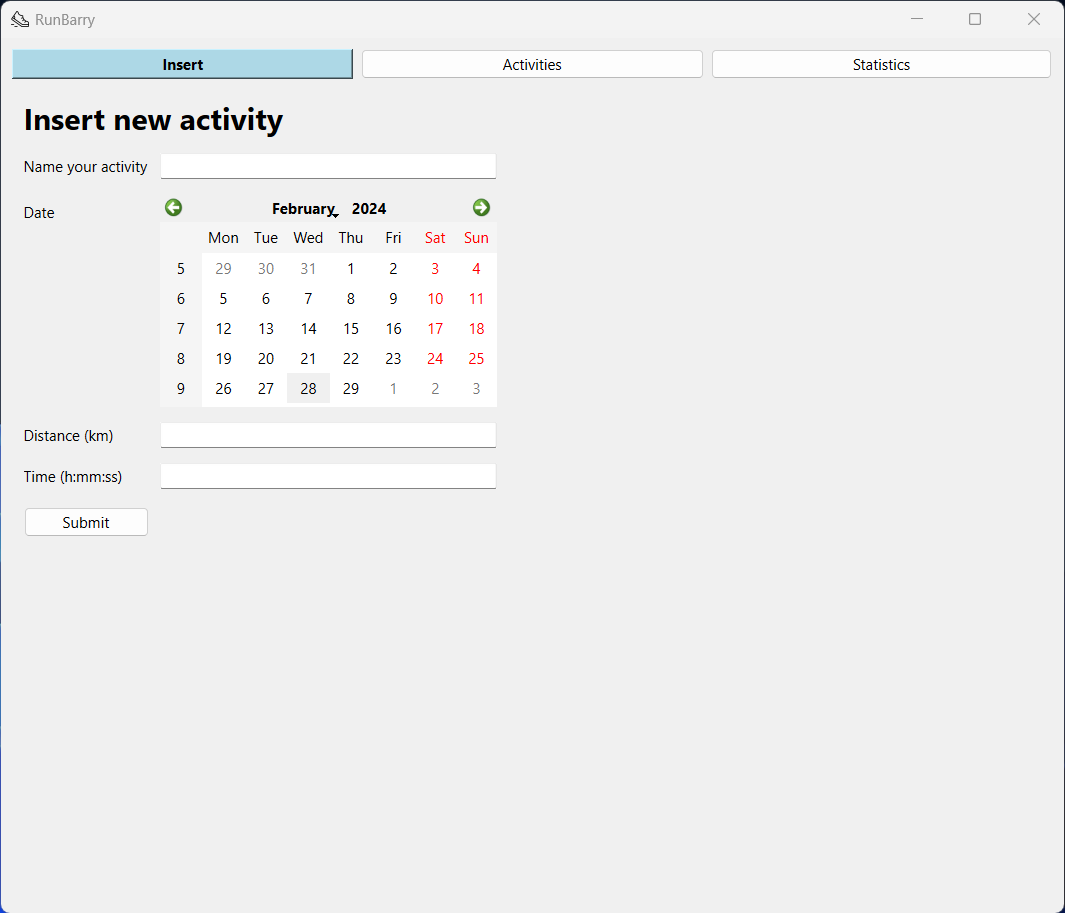 RunBarry
Insert Activities Statistics
Insert new activity
Name your activity
Date
February 2024
Mon Tue Wed Thu Fri Sat Sun
5 29 30 31 1 2 3 4
6 5 6 7 8 9 10 11
7 12 13 14 15 16 17 18
8 19 20 21 22 23 24 25
9 26 27 28 29 1 2 3
Distance (km)
Time (h:mm:ss)
Submit